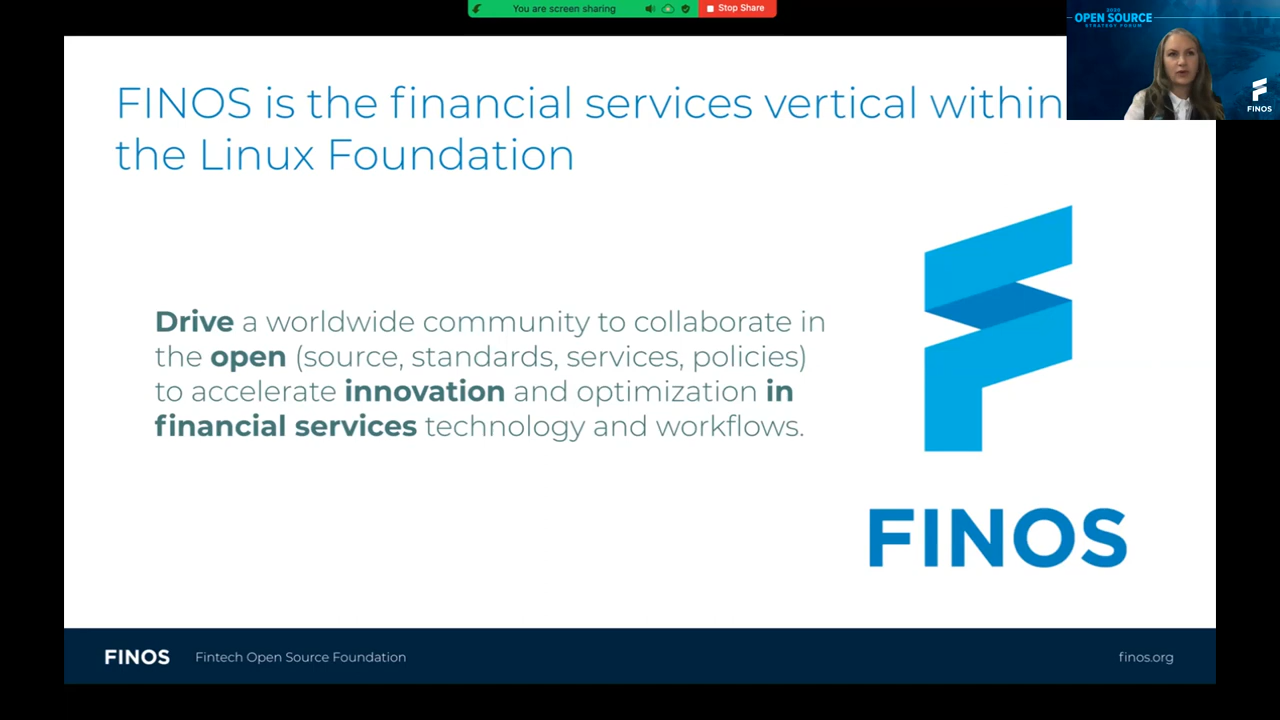 You are screen sharing
Stop Share
OPEN SOURCE
STRATEGY FORUM
FINOS
FINOS is the financial services vertical within
the Linux Foundation
Drive a worldwide community to collaborate in
the open (source, standards, services, policies)
to accelerate innovation and optimization in
financial services technology and workflows.
FINOS
FINOS
Fintech Open Source Foundation
finos.org